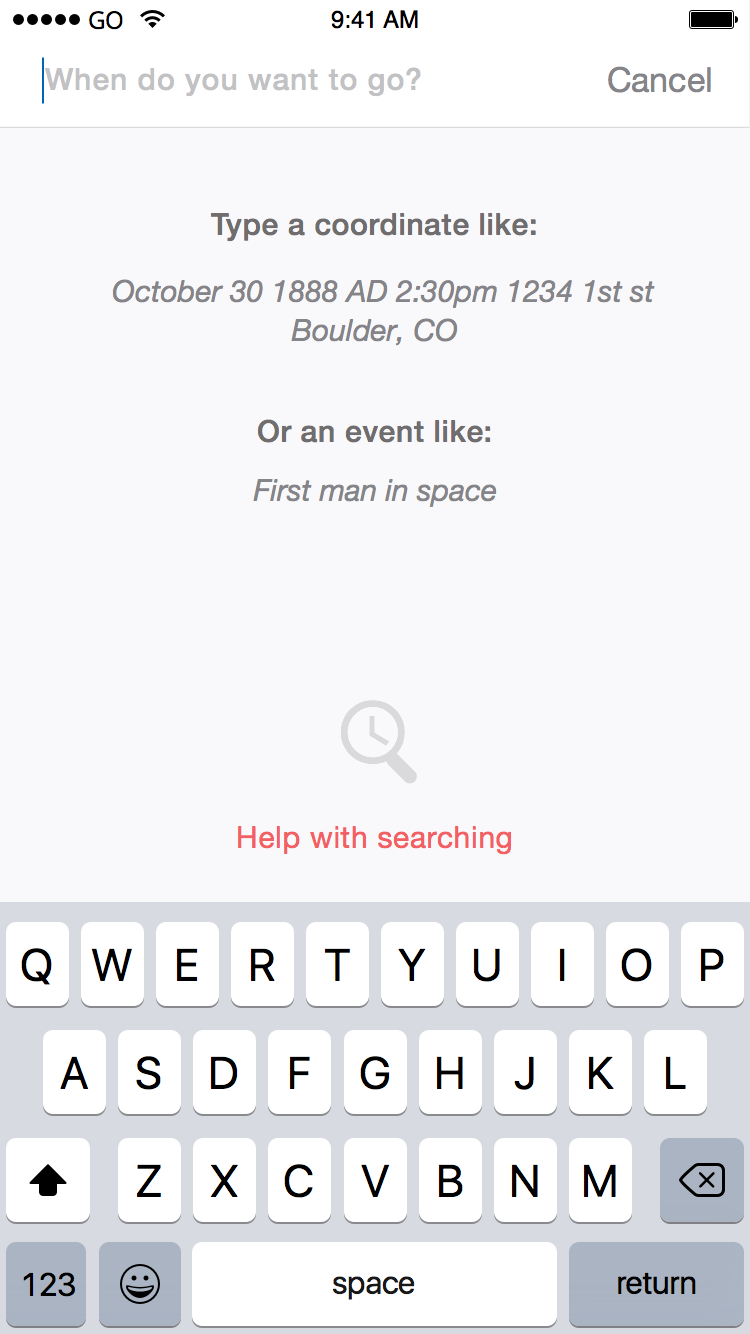 GO 9:41 AM
When do you want to go? Cancel
Type a coordinate like:
October 30 1888 AD 2:30pm 1234 1st st
Boulder, CO
Or an event like:
First man in space
Help with searching
Q W E R T Y U I O P
A S D F G H J K L
Z X C V B N M
123 space return